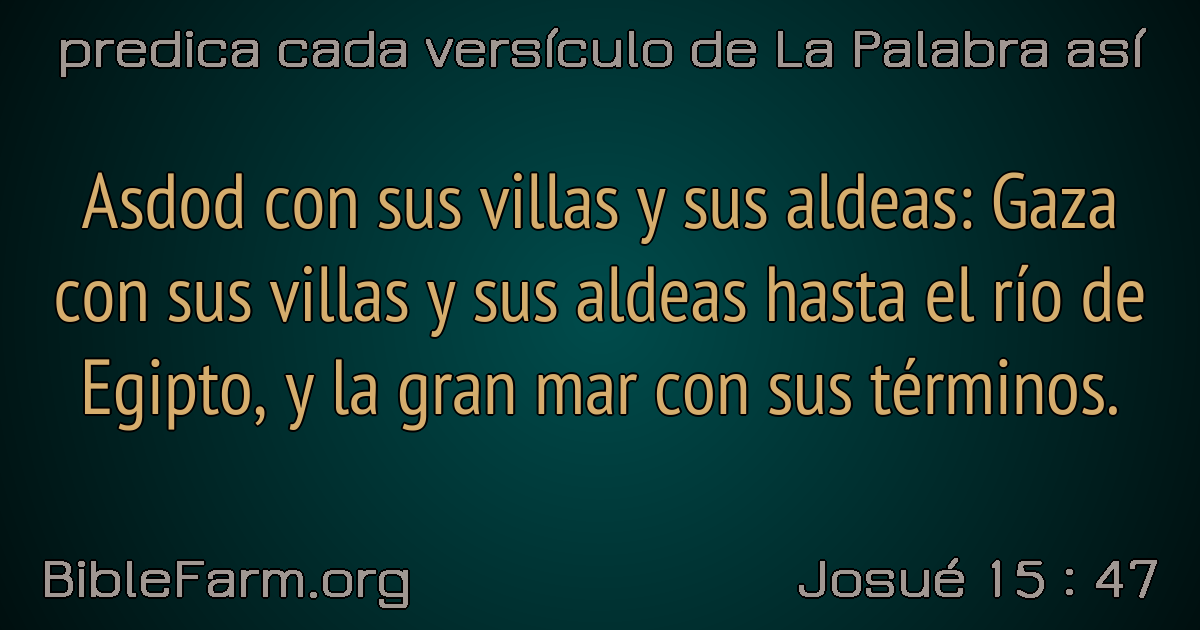 predica cada versículo de La Palabra así
Asdod con sus villas y sus aldeas: Gaza
con sus villas y sus aldeas hasta el río de
Egipto, y la gran mar con sus términos.
BibleFarm.org
Josué 15 : 47